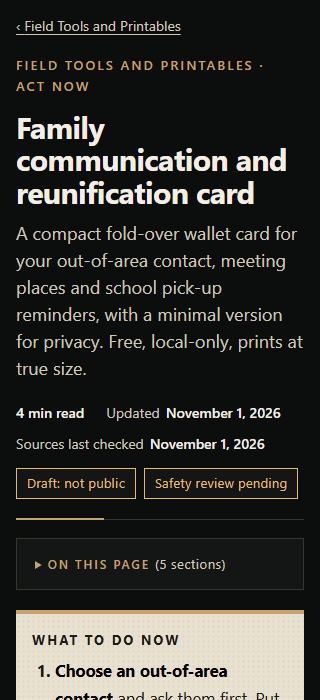 ‹ Field Tools and Printables
FIELD TOOLS AND PRINTABLES ·
ACT NOW
Family
communication and
reunification card
A compact fold-over wallet card for
your out-of-area contact, meeting
places and school pick-up
reminders, with a minimal version
for privacy. Free, local-only, prints at
true size.
4 min read Updated November 1, 2026
Sources last checked November 1, 2026
Draft: not public Safety review pending
▶ ON THIS PAGE (5 sections)
WHAT TO DO NOW
1. Choose an out-of-area
contact and ask them first. Put